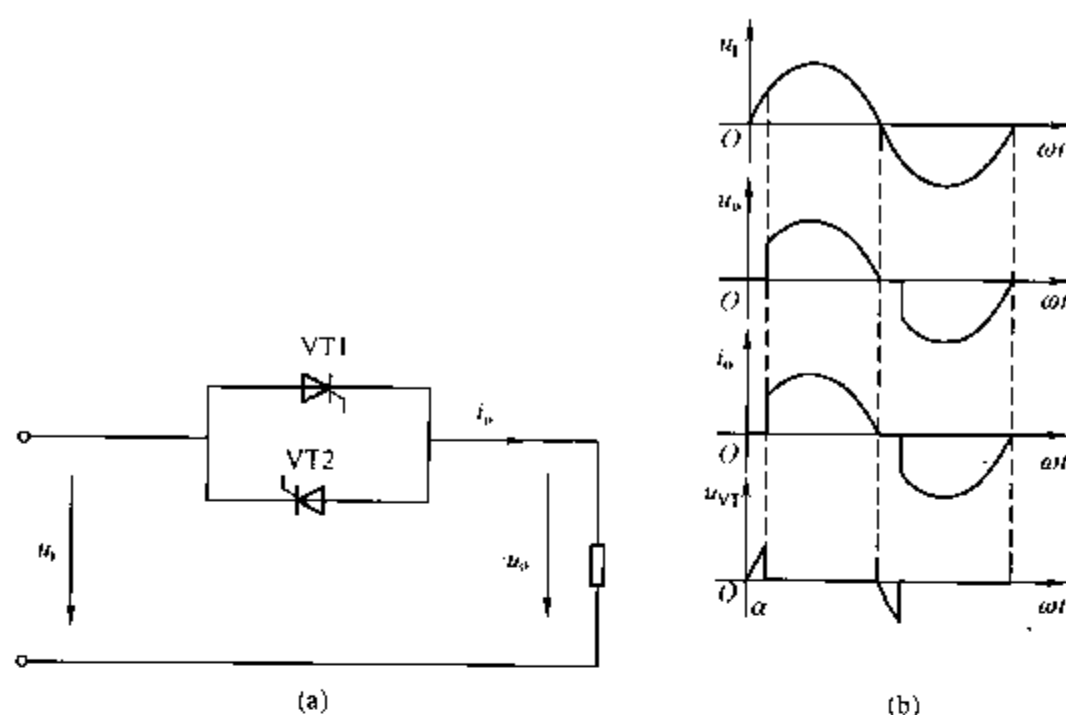 VT1
VT2
i₀
u₁
u₀
(a)
u₁
O
ωt
u₀
O
ωt
i₀
O
ωt
u_VT
O
α
ωt
(b)